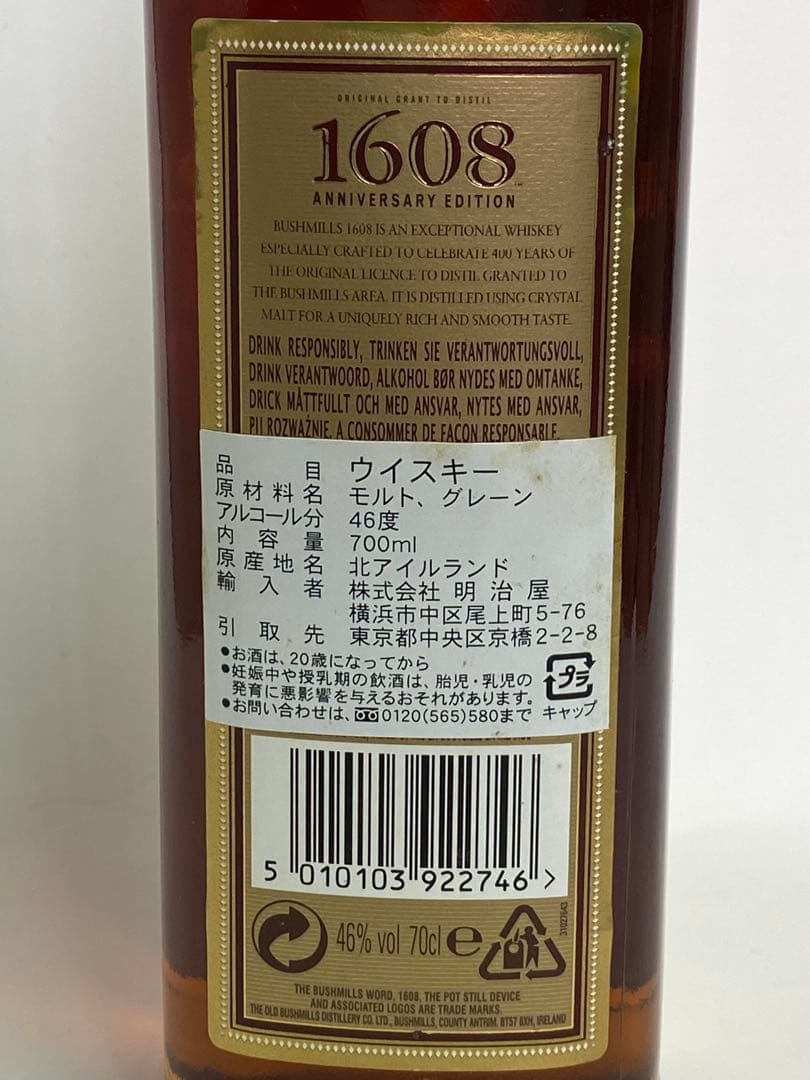 ORIGINAL GRANT TO DISTIL
1608
ANNIVERSARY EDITION
BUSHMILLS 1608 IS AN EXCEPTIONAL WHISKEY
ESPECIALLY CRAFTED TO CELEBRATE 400 YEARS OF
THE ORIGINAL LICENCE TO DISTIL GRANTED TO
THE BUSHMILLS AREA. IT IS DISTILLED USING CRYSTAL
MALT FOR A UNIQUELY RICH AND SMOOTH TASTE.
DRINK RESPONSIBLY, TRINKEN SIE VERANTWORTUNGSVOLL,
DRINK VERANTWOORD, ALKOHOL BØR NYDES MED OMTANKE,
DRICK MÅTTFULLT OCH MED ANSVAR, NYTES MED ANSVAR,
PIJ ROZWAŻNIE, A CONSOMMER DE FAÇON RESPONSABLE.
品目 ウイスキー
原材料名 モルト、グレーン
アルコール分 46度
内容量 700ml
原産地名 北アイルランド
輸入者 株式会社 明治屋
横浜市中区尾上町5-76
引取先 東京都中央区京橋2-2-8
●お酒は、20歳になってから
●妊娠中や授乳期の飲酒は、胎児・乳児の
発育に悪影響を与えるおそれがあります。
●お問い合わせは、0120(565)580まで
プラ
キャップ
5 010103 922746 >
46% vol 70cl e
31027643
THE BUSHMILLS WORD, 1608, THE POT STILL DEVICE
AND ASSOCIATED LOGOS ARE TRADE MARKS.
THE OLD BUSHMILLS DISTILLERY CO. LTD., BUSHMILLS, COUNTY ANTRIM. BT57 8XH, IRELAND